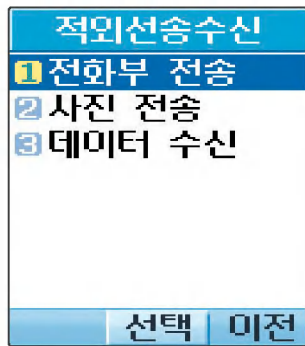 적외선송수신
1 전화부 전송
2 사진 전송
3 데이터 수신
선택 이전